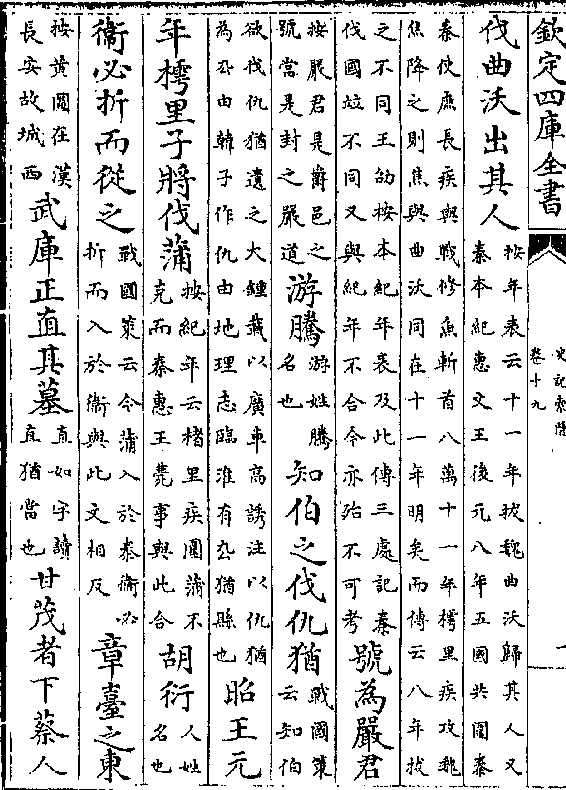 欽定四庫全書
史記索隱
卷十九
一
伐曲沃出其人按年表云十一年拔魏曲沃歸其人又秦本紀惠文王後元八年五國共圍秦
秦使庶長疾與戰修魚斬首八萬十一年樗里疾攻魏焦降之則焦與曲沃同在十一年明矣而傳云八年拔
之不同王劭按本紀年表及此傳三處記秦伐國竝不同又與紀年不合今亦殆不可考號為嚴君
按嚴君是爵邑之號當是封之嚴道游騰游姓騰名也知伯之伐仇猶戰國策云知伯
欲伐仇猶遺之大鍾載以廣車高誘注以仇猶為厹由韓子作仇由地理志臨淮有厹猶縣也昭王元
年樗里子將伐蒲按紀年云楮里疾圍蒲不克而秦惠王薨事與此合胡衍人姓名也
衞必折而從之戰國策云今蒲入於秦衞必折而入於衞與此文相反章臺之東
按黄圖在漢長安故城西武庫正直其墓直如字讀直猶當也甘茂者下蔡人